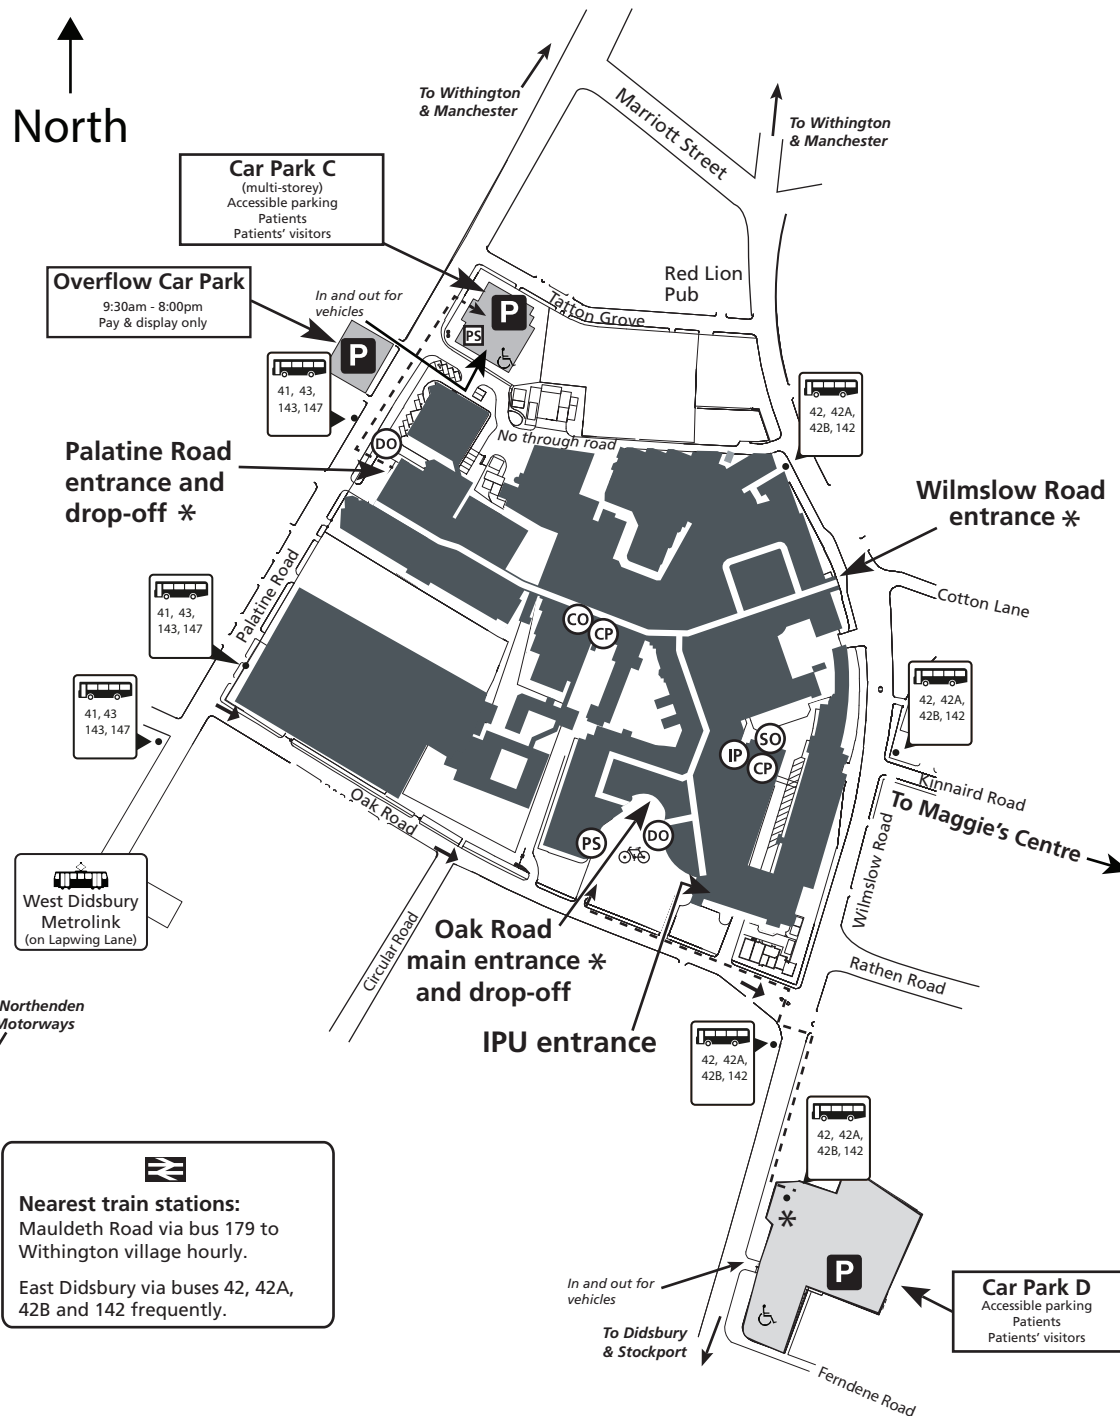 North
To Withington
& Manchester
Marriott Street
To Withington
& Manchester
Car Park C
(multi-storey)
Accessible parking
Patients
Patients' visitors
Overflow Car Park
9:30am - 8:00pm
Pay & display only
In and out for
vehicles
P
PS
P
Tatton Grove
Red Lion
Pub
41, 43,
143, 147
42, 42A,
42B, 142
DO
No through road
Palatine Road
entrance and
drop-off *
Wilmslow Road
entrance *
Palatine Road
41, 43,
143, 147
Cotton Lane
CO
CP
41, 43
143, 147
42, 42A,
42B, 142
IP
SO
CP
Kinnaird Road
To Maggie's Centre
Oak Road
PS
DO
Wilmslow Road
West Didsbury
Metrolink
(on Lapwing Lane)
Circular Road
Oak Road
main entrance *
and drop-off
Rathen Road
Northenden
Motorways
IPU entrance
42, 42A,
42B, 142
42, 42A,
42B, 142
Nearest train stations:
Mauldeth Road via bus 179 to
Withington village hourly.
East Didsbury via buses 42, 42A,
42B and 142 frequently.
*
P
In and out for
vehicles
Car Park D
Accessible parking
Patients
Patients' visitors
To Didsbury
& Stockport
Ferndene Road